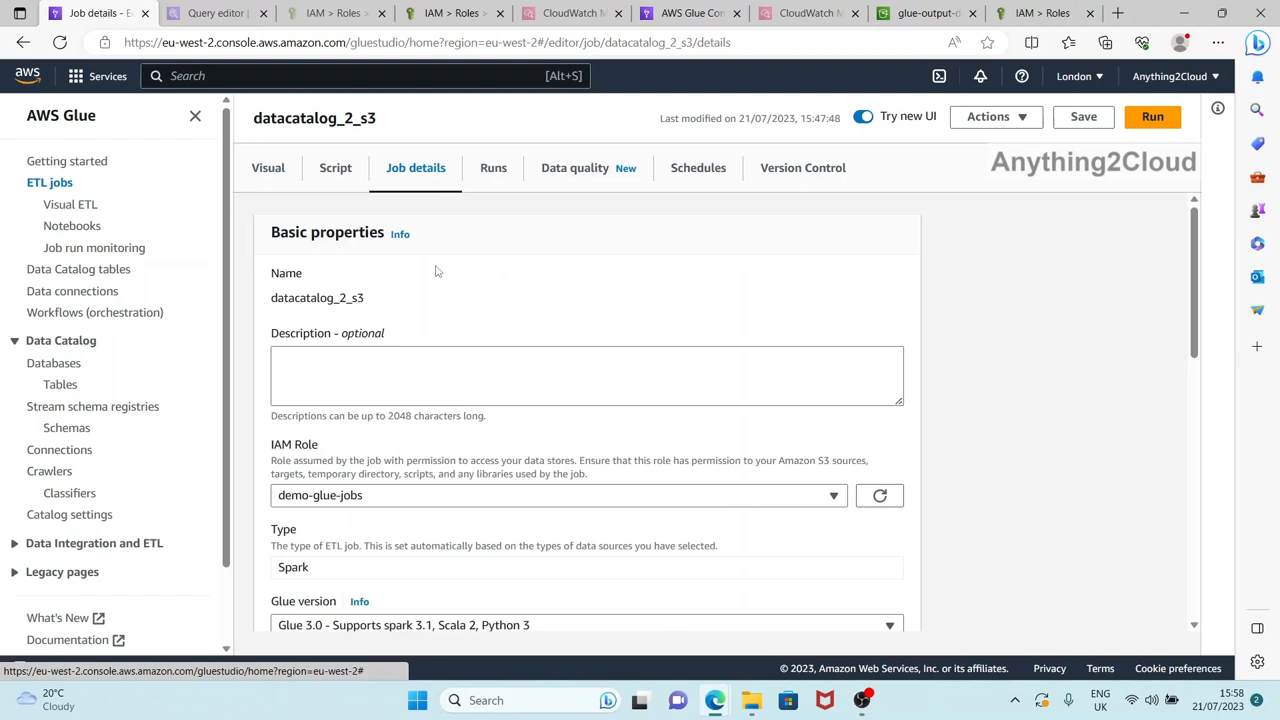 Job details - E
Query editor |
IAM > Roles >
IAM > Roles >
CloudWatch M
AWS Glue Con
CloudWatch M
glue-output-d
IAM > Roles
https://eu-west-2.console.aws.amazon.com/gluestudio/home?region=eu-west-2#/editor/job/datacatalog_2_s3/details
aws
Services
Search
[Alt+S]
London
Anything2Cloud
AWS Glue
Getting started
ETL jobs
Visual ETL
Notebooks
Job run monitoring
Data Catalog tables
Data connections
Workflows (orchestration)
Data Catalog
Databases
Tables
Stream schema registries
Schemas
Connections
Crawlers
Classifiers
Catalog settings
Data Integration and ETL
Legacy pages
What's New
Documentation
datacatalog_2_s3
Last modified on 21/07/2023, 15:47:48
Try new UI
Actions
Save
Run
Visual
Script
Job details
Runs
Data quality New
Schedules
Version Control
Anything2Cloud
Basic properties Info
Name
datacatalog_2_s3
Description - optional
Descriptions can be up to 2048 characters long.
IAM Role
Role assumed by the job with permission to access your data stores. Ensure that this role has permission to your Amazon S3 sources,
targets, temporary directory, scripts, and any libraries used by the job.
demo-glue-jobs
Type
The type of ETL job. This is set automatically based on the types of data sources you have selected.
Spark
Glue version Info
Glue 3.0 - Supports spark 3.1, Scala 2, Python 3
https://eu-west-2.console.aws.amazon.com/gluestudio/home?region=eu-west-2#
© 2023, Amazon Web Services, Inc. or its affiliates.
Privacy
Terms
Cookie preferences
20°C
Cloudy
Search
ENG
UK
15:58
21/07/2023
2